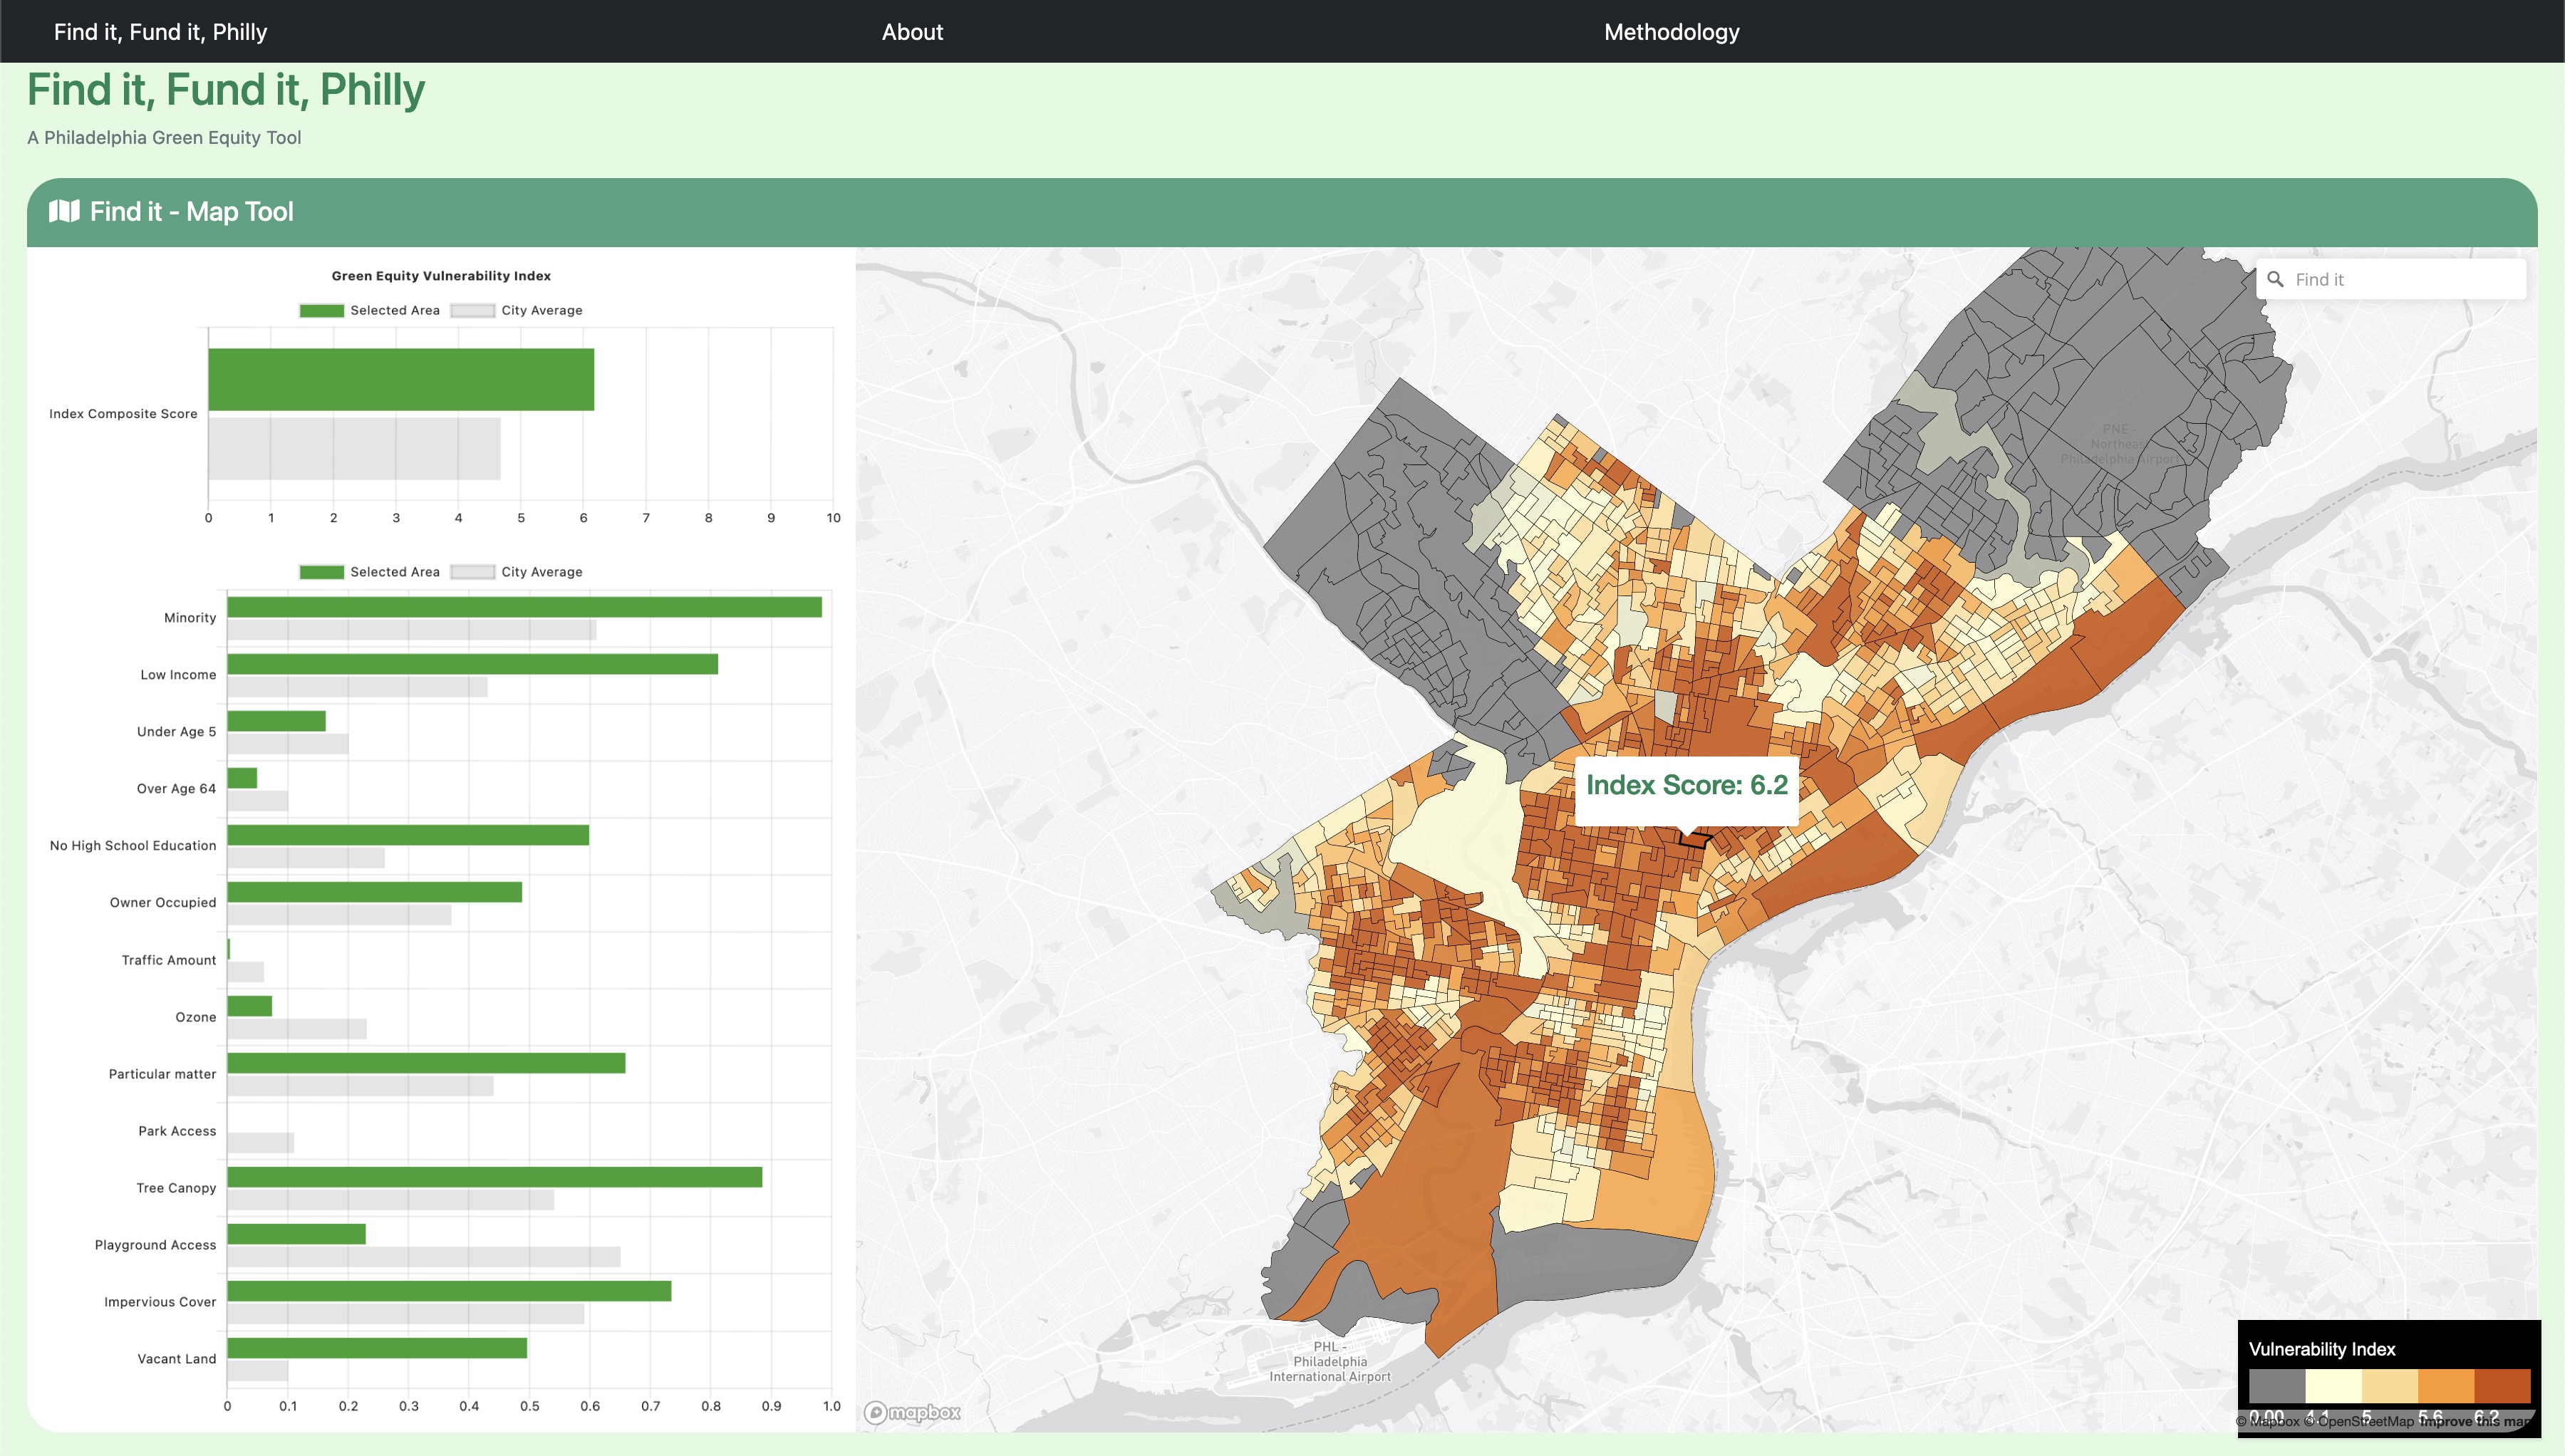 Find it, Fund it, Philly
About
Methodology
Find it, Fund it, Philly
A Philadelphia Green Equity Tool
Find it - Map Tool
Green Equity Vulnerability Index
Selected Area
City Average
Index Composite Score
0 1 2 3 4 5 6 7 8 9 10
Selected Area
City Average
Minority
Low Income
Under Age 5
Over Age 64
No High School Education
Owner Occupied
Traffic Amount
Ozone
Particular matter
Park Access
Tree Canopy
Playground Access
Impervious Cover
Vacant Land
0 0.1 0.2 0.3 0.4 0.5 0.6 0.7 0.8 0.9 1.0
Find it
PNE -
Northeast
Philadelphia Airport
Index Score: 6.2
PHL -
Philadelphia
International Airport
mapbox
Vulnerability Index
0.00 4.1 5 5.6 6.2
© Mapbox © OpenStreetMap Improve this map